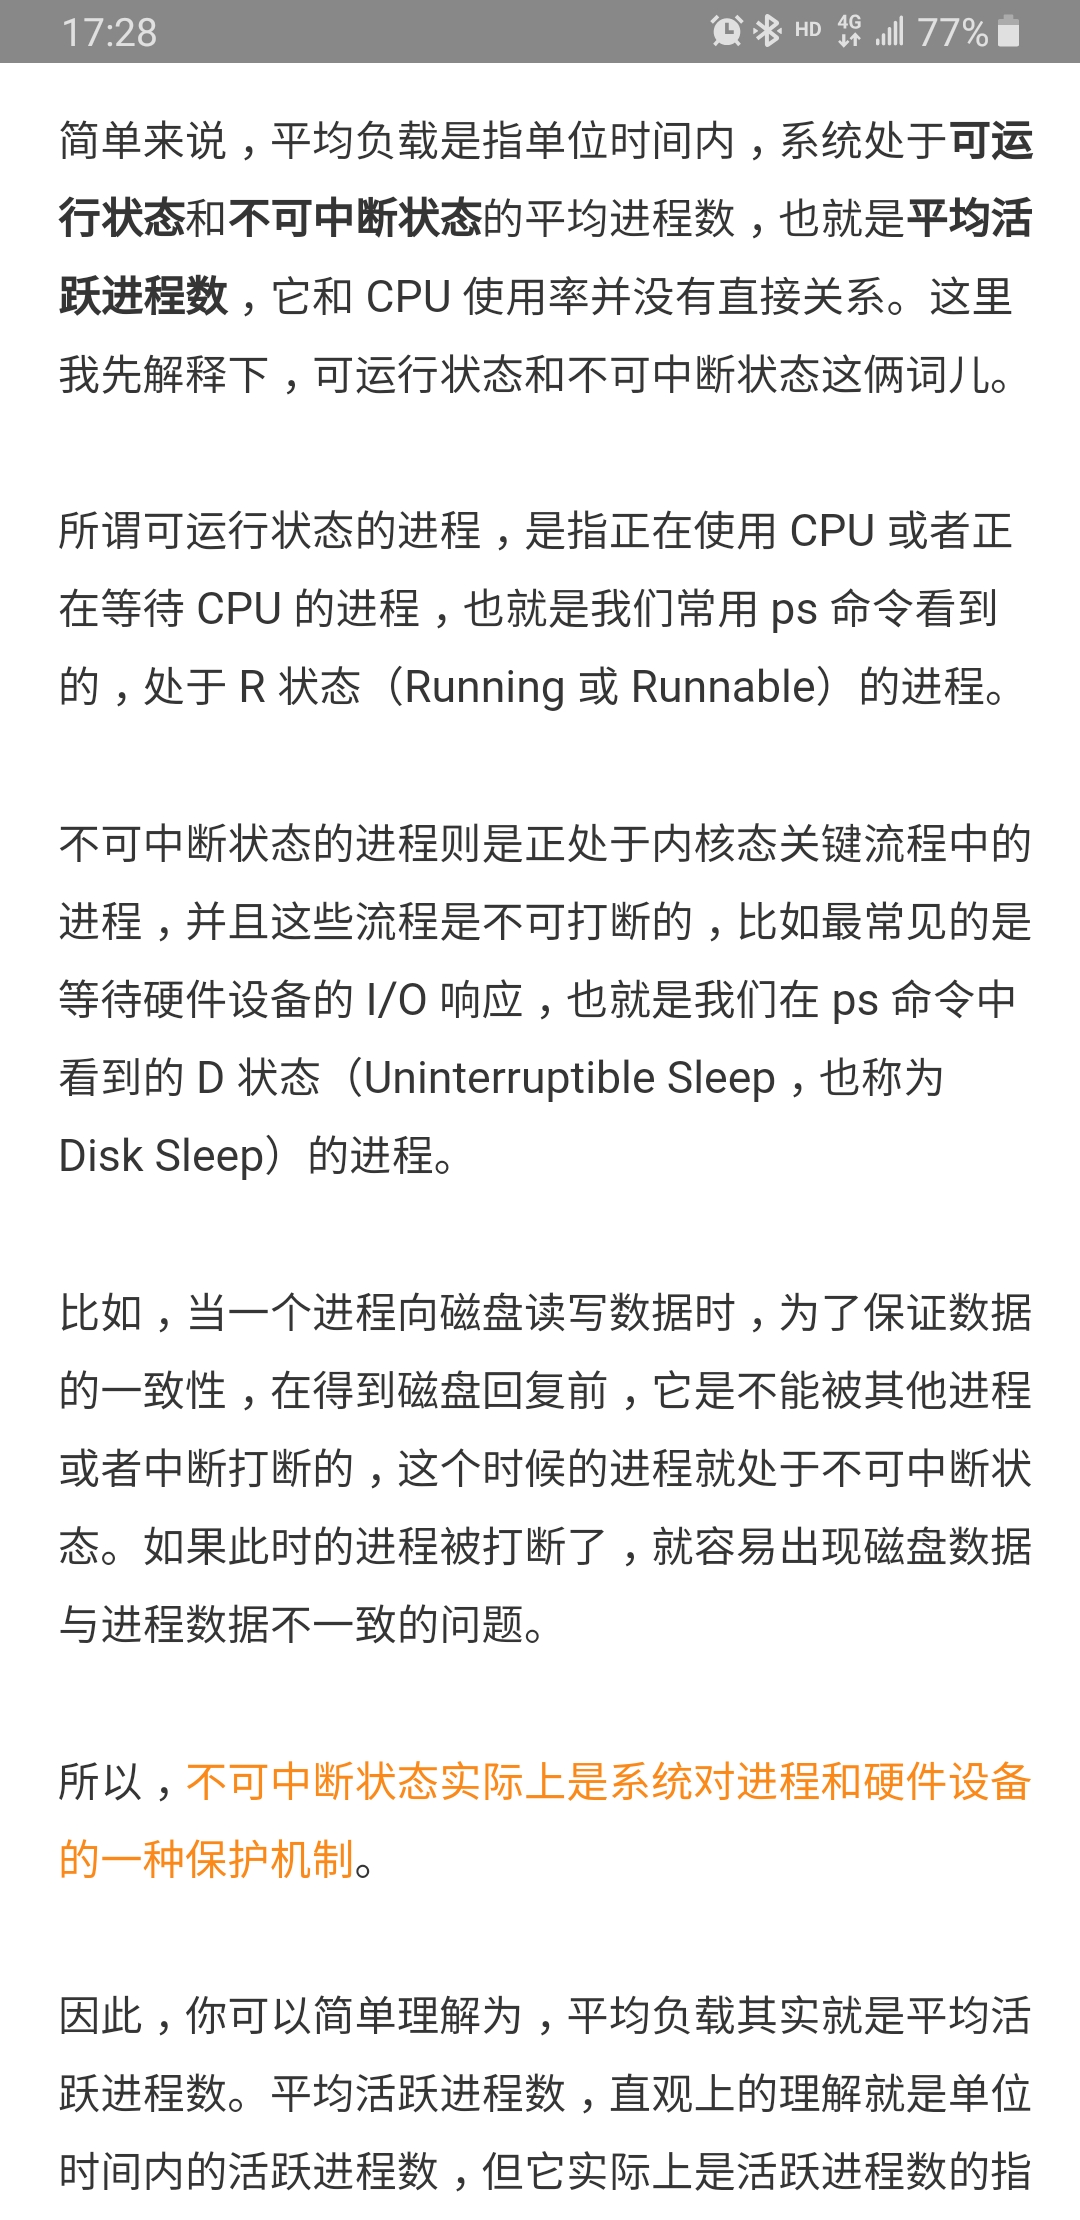 17:28 HD 4G 77%
简单来说，平均负载是指单位时间内，系统处于可运
行状态和不可中断状态的平均进程数，也就是平均活
跃进程数，它和 CPU 使用率并没有直接关系。这里
我先解释下，可运行状态和不可中断状态这俩词儿。
所谓可运行状态的进程，是指正在使用 CPU 或者正
在等待 CPU 的进程，也就是我们常用 ps 命令看到
的，处于 R 状态（Running 或 Runnable）的进程。
不可中断状态的进程则是正处于内核态关键流程中的
进程，并且这些流程是不可打断的，比如最常见的是
等待硬件设备的 I/O 响应，也就是我们在 ps 命令中
看到的 D 状态（Uninterruptible Sleep，也称为
Disk Sleep）的进程。
比如，当一个进程向磁盘读写数据时，为了保证数据
的一致性，在得到磁盘回复前，它是不能被其他进程
或者中断打断的，这个时候的进程就处于不可中断状
态。如果此时的进程被打断了，就容易出现磁盘数据
与进程数据不一致的问题。
所以，不可中断状态实际上是系统对进程和硬件设备
的一种保护机制。
因此，你可以简单理解为，平均负载其实就是平均活
跃进程数。平均活跃进程数，直观上的理解就是单位
时间内的活跃进程数，但它实际上是活跃进程数的指